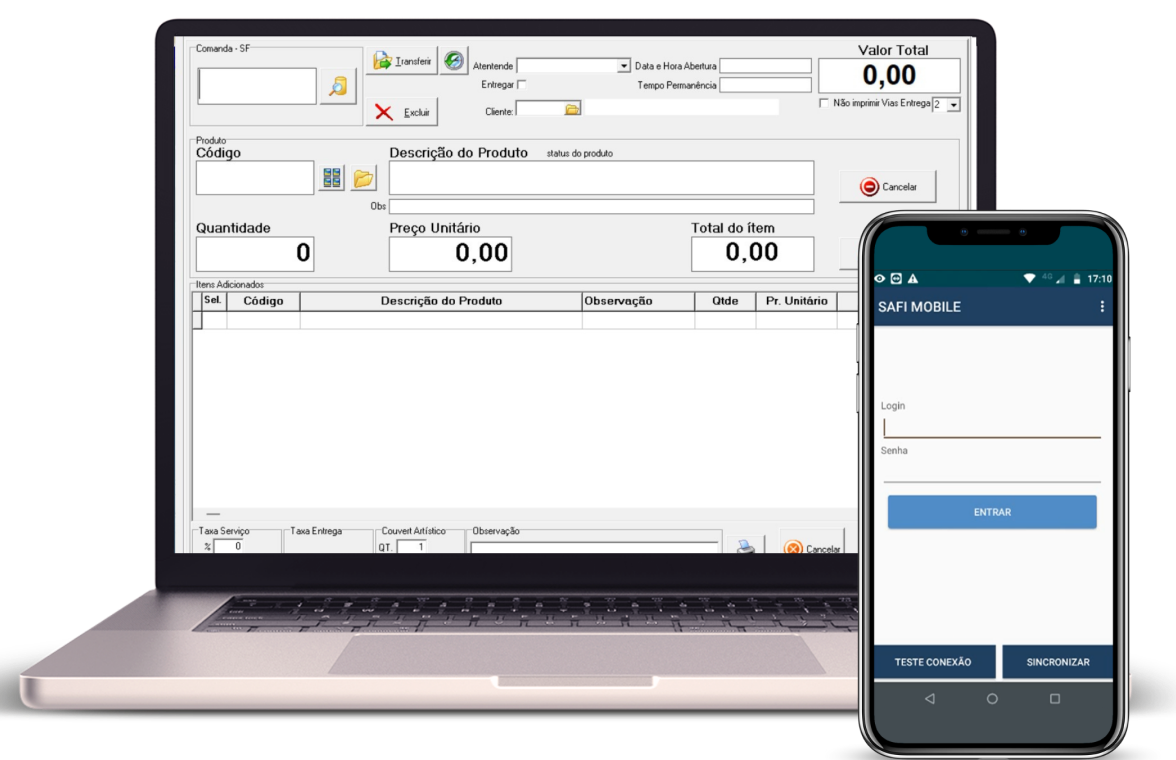 Comanda - SF
Transferir
Excluir
Atentende
Entregar
Cliente:
Data e Hora Abertura
Tempo Permanência
Valor Total
0,00
Não imprimir Vias Entrega 2
Produto
Código
Descrição do Produto status do produto
Obs
Cancelar
Quantidade
0
Preço Unitário
0,00
Total do ítem
0,00
Itens Adicionados
Sel. Código Descrição do Produto Observação Qtde Pr. Unitário
Taxa Serviço
% 0
Taxa Entrega
Couvert Artístico
QT. 1
Observação
Cancelar
4G 17:10
SAFI MOBILE
Login
Senha
ENTRAR
TESTE CONEXÃO SINCRONIZAR